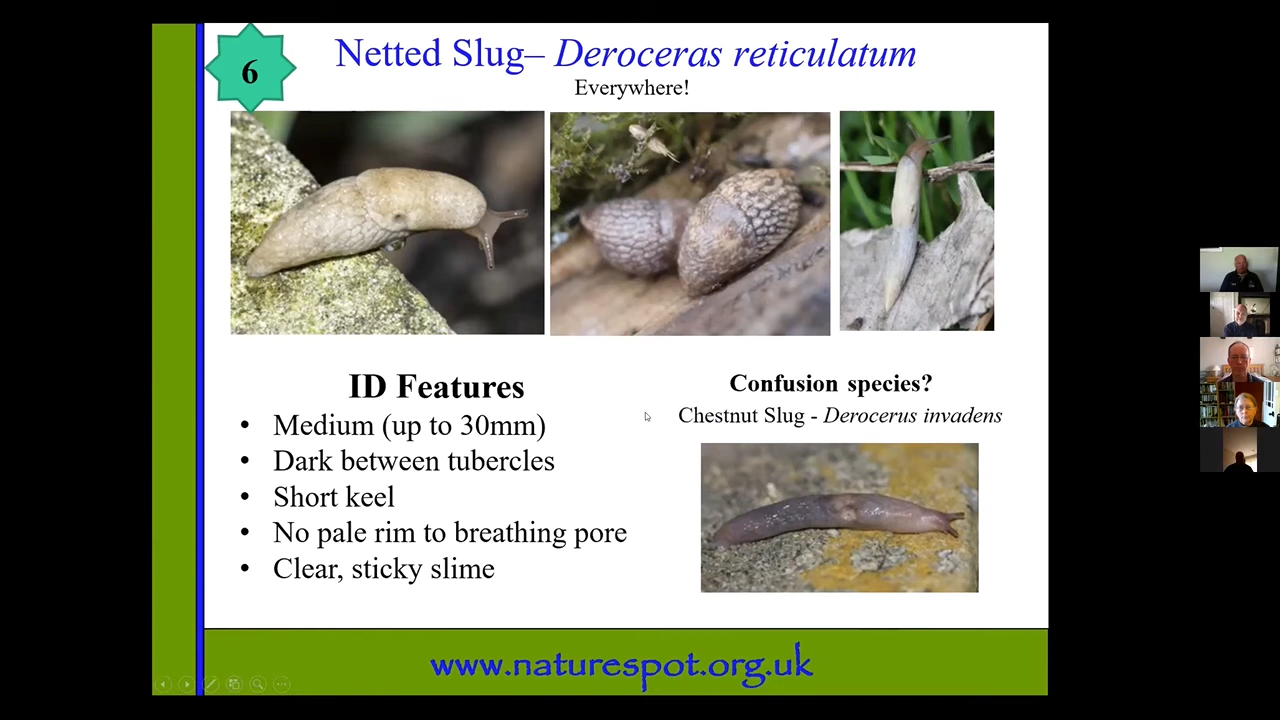 6
Netted Slug– Deroceras reticulatum
Everywhere!
ID Features
• Medium (up to 30mm)
• Dark between tubercles
• Short keel
• No pale rim to breathing pore
• Clear, sticky slime
Confusion species?
Chestnut Slug - Derocerus invadens
www.naturespot.org.uk